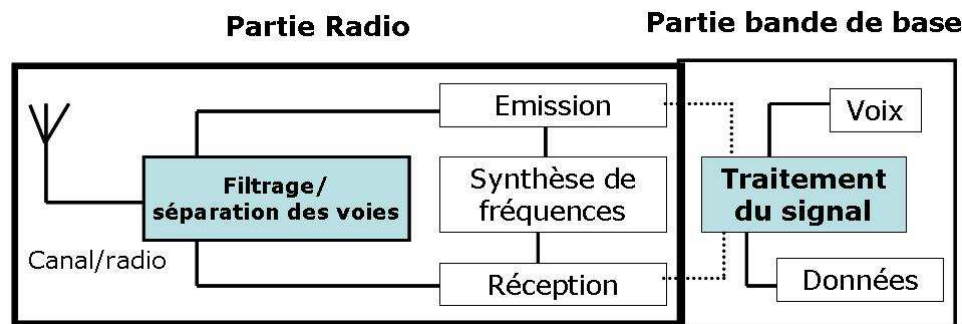 Partie Radio
Partie bande de base
Emission
Voix
Filtrage/
séparation des voies
Synthèse de
fréquences
Traitement
du signal
Canal/radio
Réception
Données